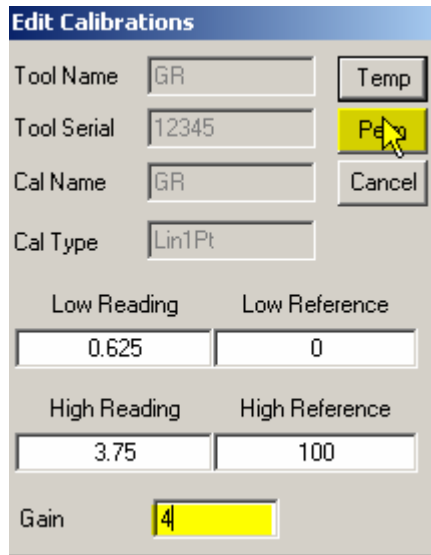 Edit Calibrations
Tool Name GR Temp
Tool Serial 12345
Cal Name GR Cancel
Cal Type Lin1Pt
Low Reading Low Reference
0.625 0
High Reading High Reference
3.75 100
Gain 4